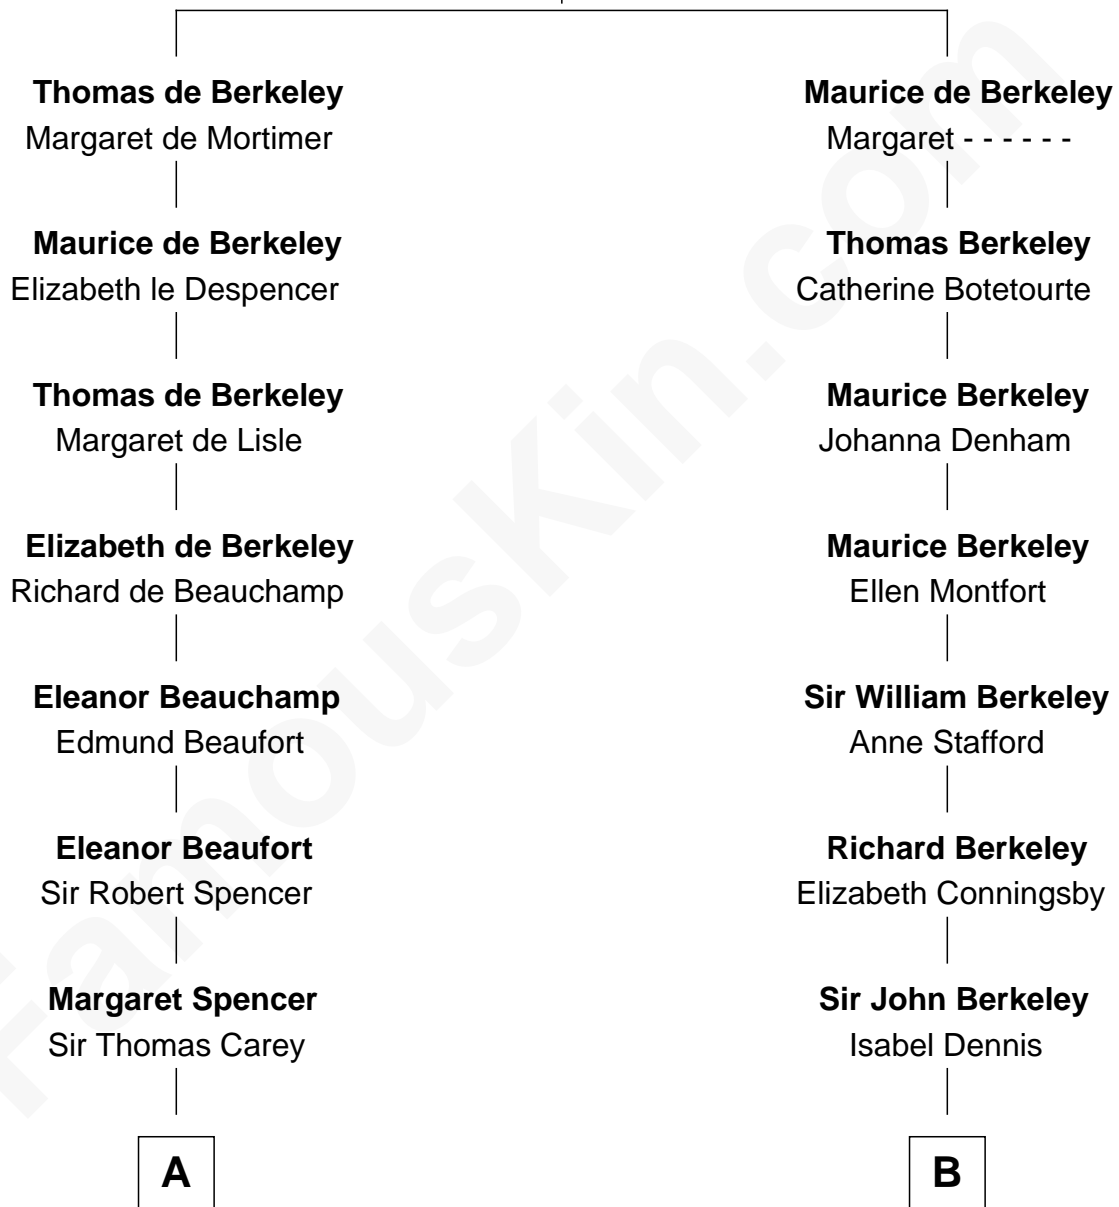 Thomas de Berkeley
Margaret de Mortimer
Maurice de Berkeley
Elizabeth le Despencer
Thomas de Berkeley
Margaret de Lisle
Elizabeth de Berkeley
Richard de Beauchamp
Eleanor Beauchamp
Edmund Beaufort
Eleanor Beaufort
Sir Robert Spencer
Margaret Spencer
Sir Thomas Carey
A
Maurice de Berkeley
Margaret - - - - - -
Thomas Berkeley
Catherine Botetourte
Maurice Berkeley
Johanna Denham
Maurice Berkeley
Ellen Montfort
Sir William Berkeley
Anne Stafford
Richard Berkeley
Elizabeth Conningsby
Sir John Berkeley
Isabel Dennis
B
FamousKin.com